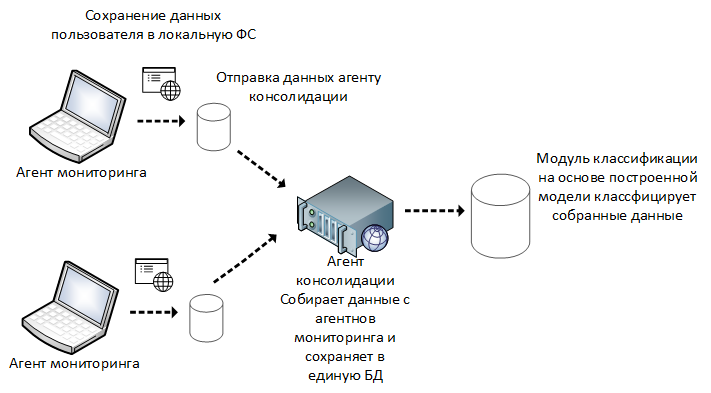 Сохранение данных
пользователя в локальную ФС
Отправка данных агенту
консолидации
Агент мониторинга
Модуль классификации
на основе построенной
модели классфицирует
собранные данные
Агент
консолидации
Собирает данные с
агентнов
мониторинга и
сохраняет в
единую БД
Агент мониторинга